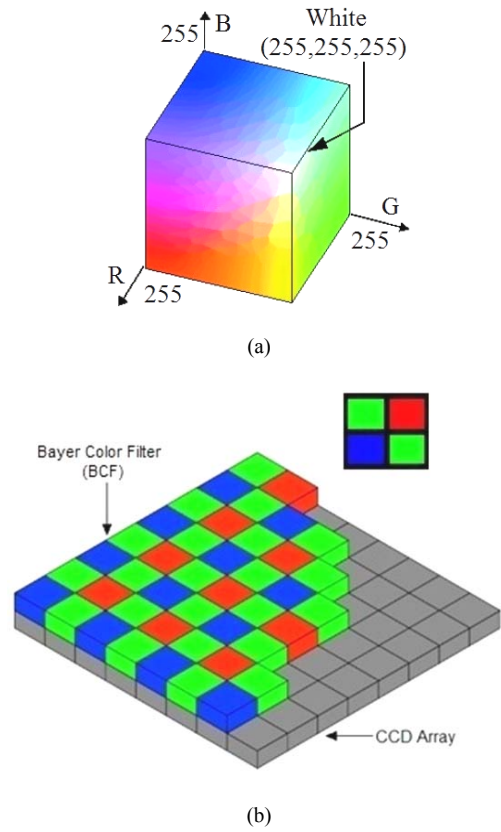 White
255 B (255,255,255)
G
255
R
255
(a)
Bayer Color Filter
(BCF)
CCD Array
(b)